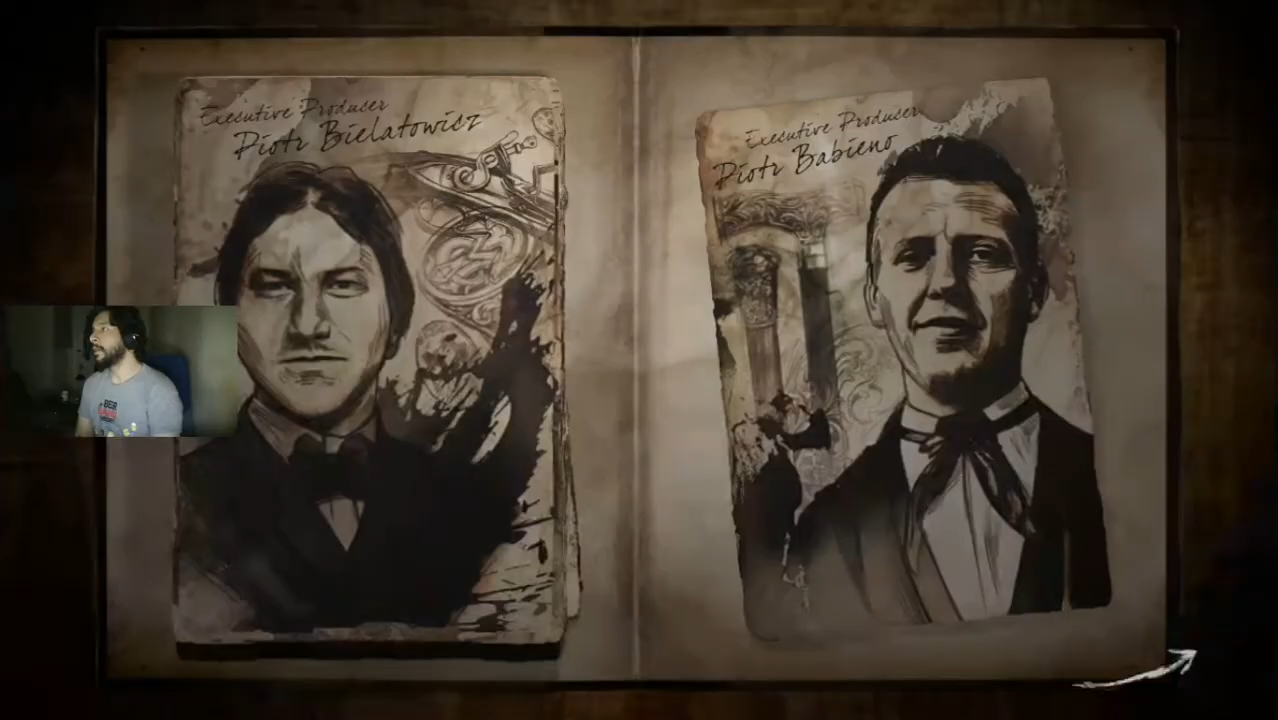 Executive Producer
Piotr Bielatowicz
Executive Producer
Piotr Babieno